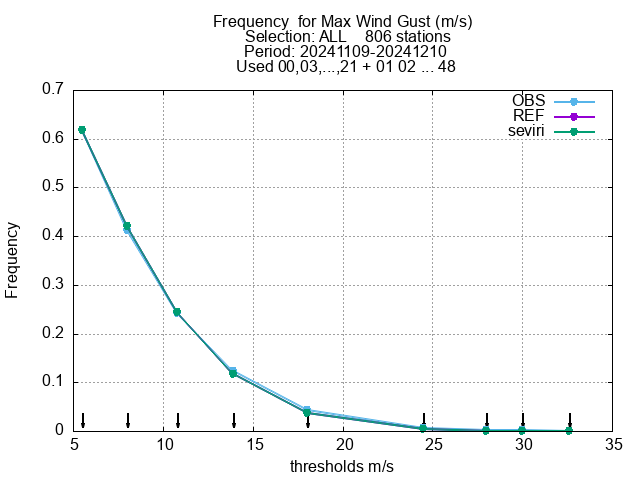 Frequency  for Max Wind Gust (m/s)
Selection: ALL    806 stations
Period: 20241109-20241210
Used 00,03,...,21 + 01 02 ... 48
OBS
REF
seviri
0.7
0.6
0.5
0.4
0.3
0.2
0.1
0
Frequency
5 10 15 20 25 30 35
thresholds m/s